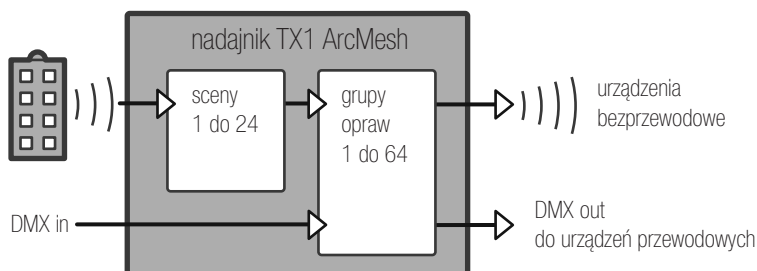 nadajnik TX1 ArcMesh
sceny
1 do 24
grupy
opraw
1 do 64
urządzenia
bezprzewodowe
DMX in
DMX out
do urządzeń przewodowych